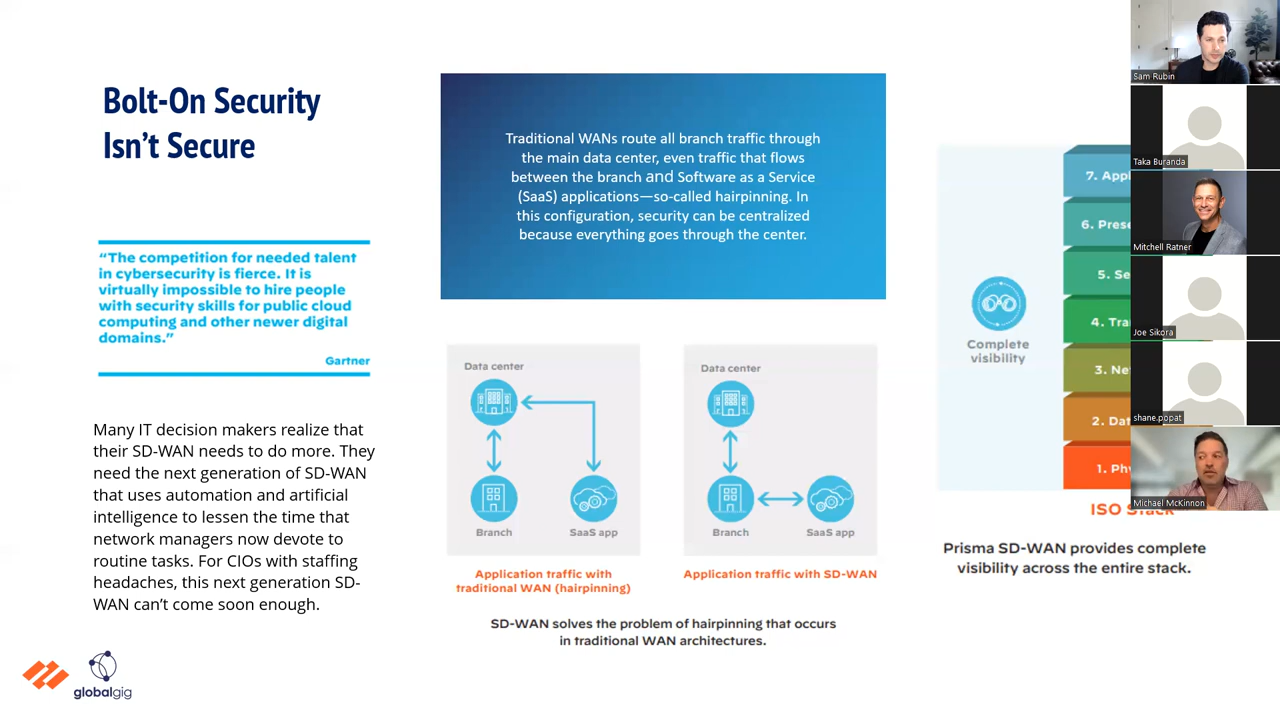 Bolt-On Security
Isn't Secure
“The competition for needed talent
in cybersecurity is fierce. It is
virtually impossible to hire people
with security skills for public cloud
computing and other newer digital
domains.”
Gartner
Many IT decision makers realize that
their SD-WAN needs to do more. They
need the next generation of SD-WAN
that uses automation and artificial
intelligence to lessen the time that
network managers now devote to
routine tasks. For CIOs with staffing
headaches, this next generation SD-
WAN can't come soon enough.
globalgig
Traditional WANs route all branch traffic through
the main data center, even traffic that flows
between the branch and Software as a Service
(SaaS) applications—so-called hairpinning. In
this configuration, security can be centralized
because everything goes through the center.
Data center
Branch
SaaS app
Application traffic with
traditional WAN (hairpinning)
Data center
Branch
SaaS app
Application traffic with SD-WAN
SD-WAN solves the problem of hairpinning that occurs
in traditional WAN architectures.
Complete
visibility
7.
6.
5.
4.
3.
2.
1.
ISO Stack
Prisma SD-WAN provides complete
visibility across the entire stack.
Sam Rubin
Taka Buranda
Mitchell Ratner
Joe Sikora
shane.popat
Michael McKinnon